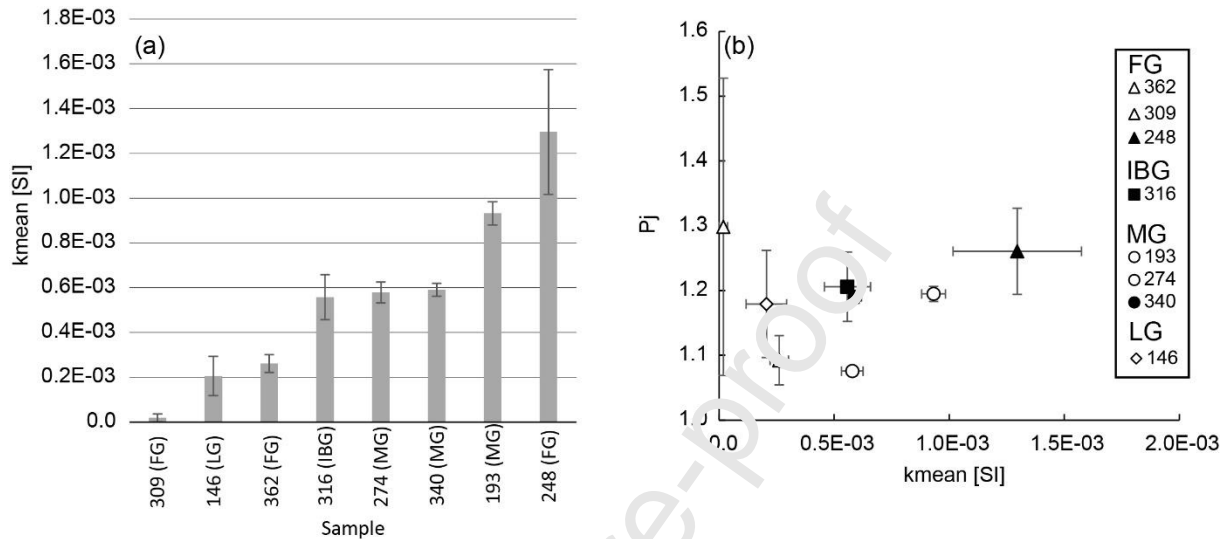 (a)
1.8E-03
1.6E-03
1.4E-03
1.2E-03
1.0E-03
0.8E-03
0.6E-03
0.4E-03
0.2E-03
0.0
kmean [SI]
309 (FG)
146 (LG)
362 (FG)
316 (IBG)
274 (MG)
340 (MG)
193 (MG)
248 (FG)
Sample
(b)
1.6
1.5
1.4
1.3
1.2
1.1
1.0
Pj
0.0
0.5E-03
1.0E-03
1.5E-03
2.0E-03
kmean [SI]
FG
362
309
248
IBG
316
MG
193
274
340
LG
146
e-proof